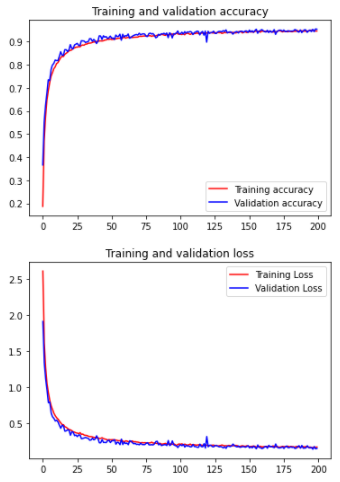 Training and validation accuracy
0.9
0.8
0.7
0.6
0.5
0.4
0.3
0.2
Training accuracy
Validation accuracy
0 25 50 75 100 125 150 175 200
Training and validation loss
2.5
2.0
1.5
1.0
0.5
Training Loss
Validation Loss
0 25 50 75 100 125 150 175 200